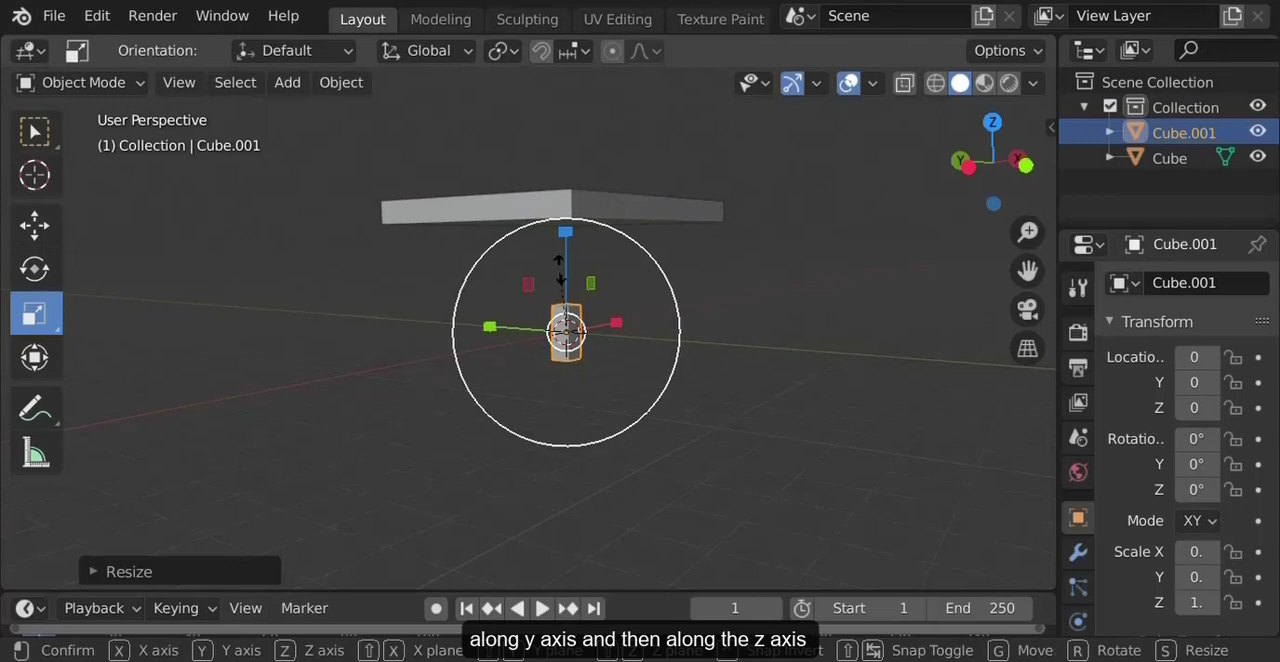 File Edit Render Window Help Layout Modeling Sculpting UV Editing Texture Paint Scene View Layer
Orientation: Default Global Options
Object Mode View Select Add Object
User Perspective
(1) Collection | Cube.001
Z
Y X
Scene Collection
Collection
Cube.001
Cube
Cube.001
Cube.001
Transform
Locatio.. 0
Y 0
Z 0
Rotatio.. 0°
Y 0°
Z 0°
Mode XY
Scale X 0.
Y 0.
Z 1.
Resize
Playback Keying View Marker 1 Start 1 End 250
along y axis and then along the z axis
Confirm X X axis Y Y axis Z Z axis X X plane Snap Toggle G Move R Rotate S Resize